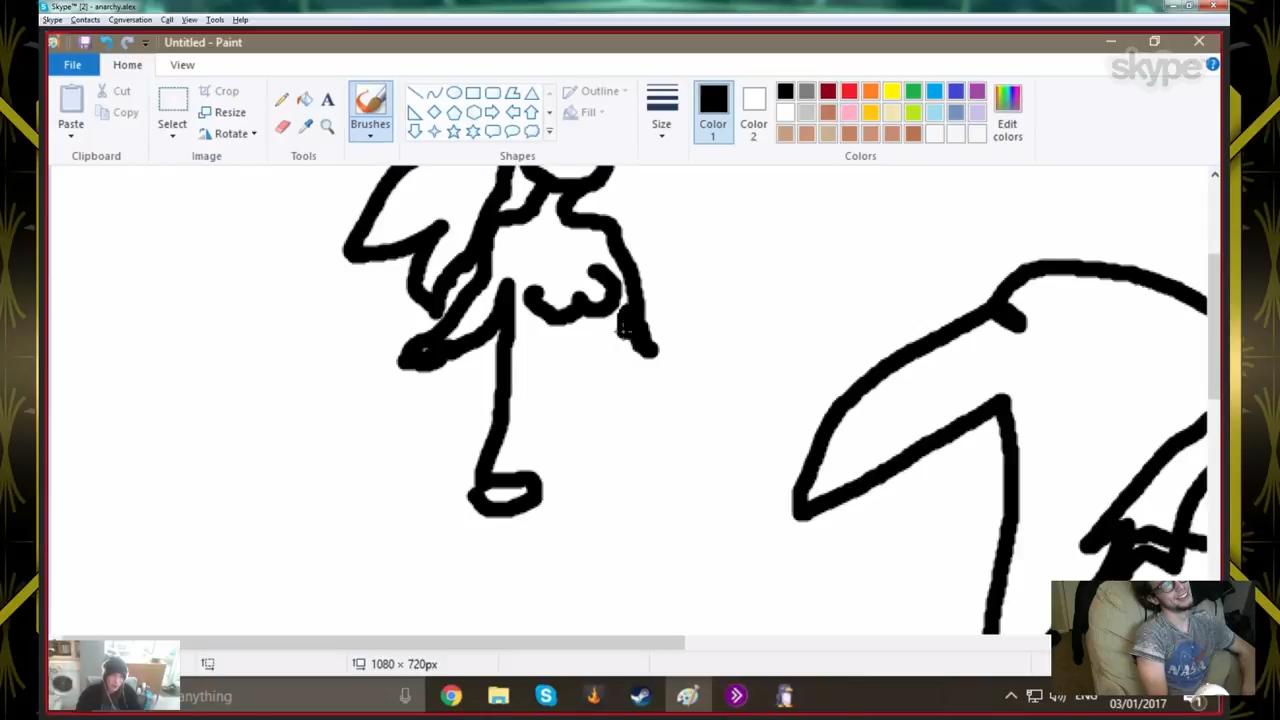 Skype™ [2] - anarchy.alex
Skype Contacts Conversation Call View Tools Help
Untitled - Paint
skype
File Home View
Paste
Cut
Copy
Clipboard
Select
Crop
Resize
Rotate
Image
A
Tools
Brushes
Shapes
Outline
Fill
Size
Color 1
Color 2
Edit colors
Colors
1080 × 720px
anything
ENG
03/01/2017
1
NASA